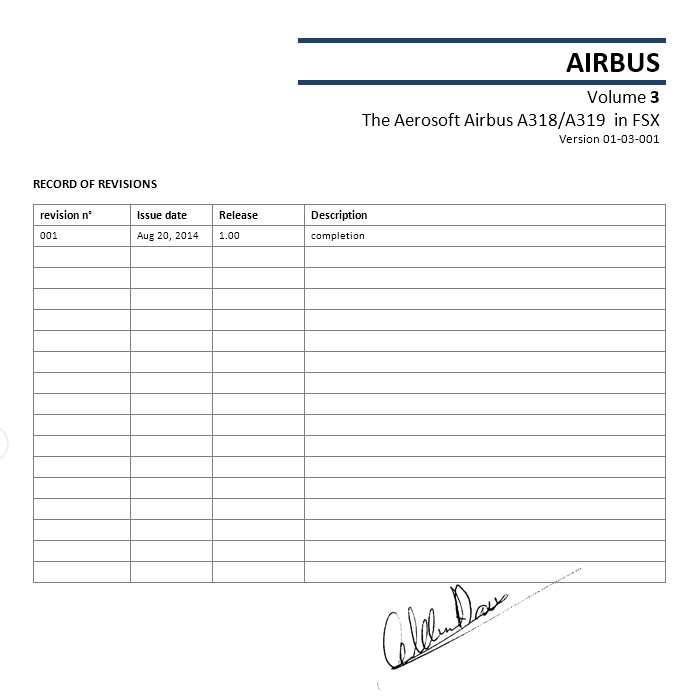 AIRBUS
Volume 3
The Aerosoft Airbus A318/A319 in FSX
Version 01-03-001
RECORD OF REVISIONS
revision n° Issue date Release Description
001 Aug 20, 2014 1.00 completion